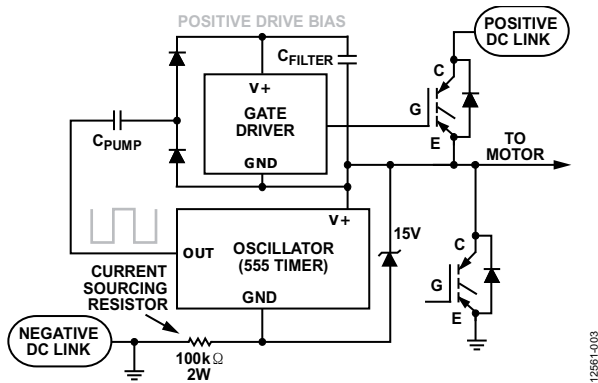 POSITIVE DRIVE BIAS
POSITIVE
DC LINK
CFILTER
C
V+
GATE
DRIVER
G
CPUMP
E
TO
MOTOR
GND
V+
15V
OUT
OSCILLATOR
(555 TIMER)
C
CURRENT
SOURCING
RESISTOR
G
GND
E
NEGATIVE
DC LINK
100kΩ
2W
12561-003